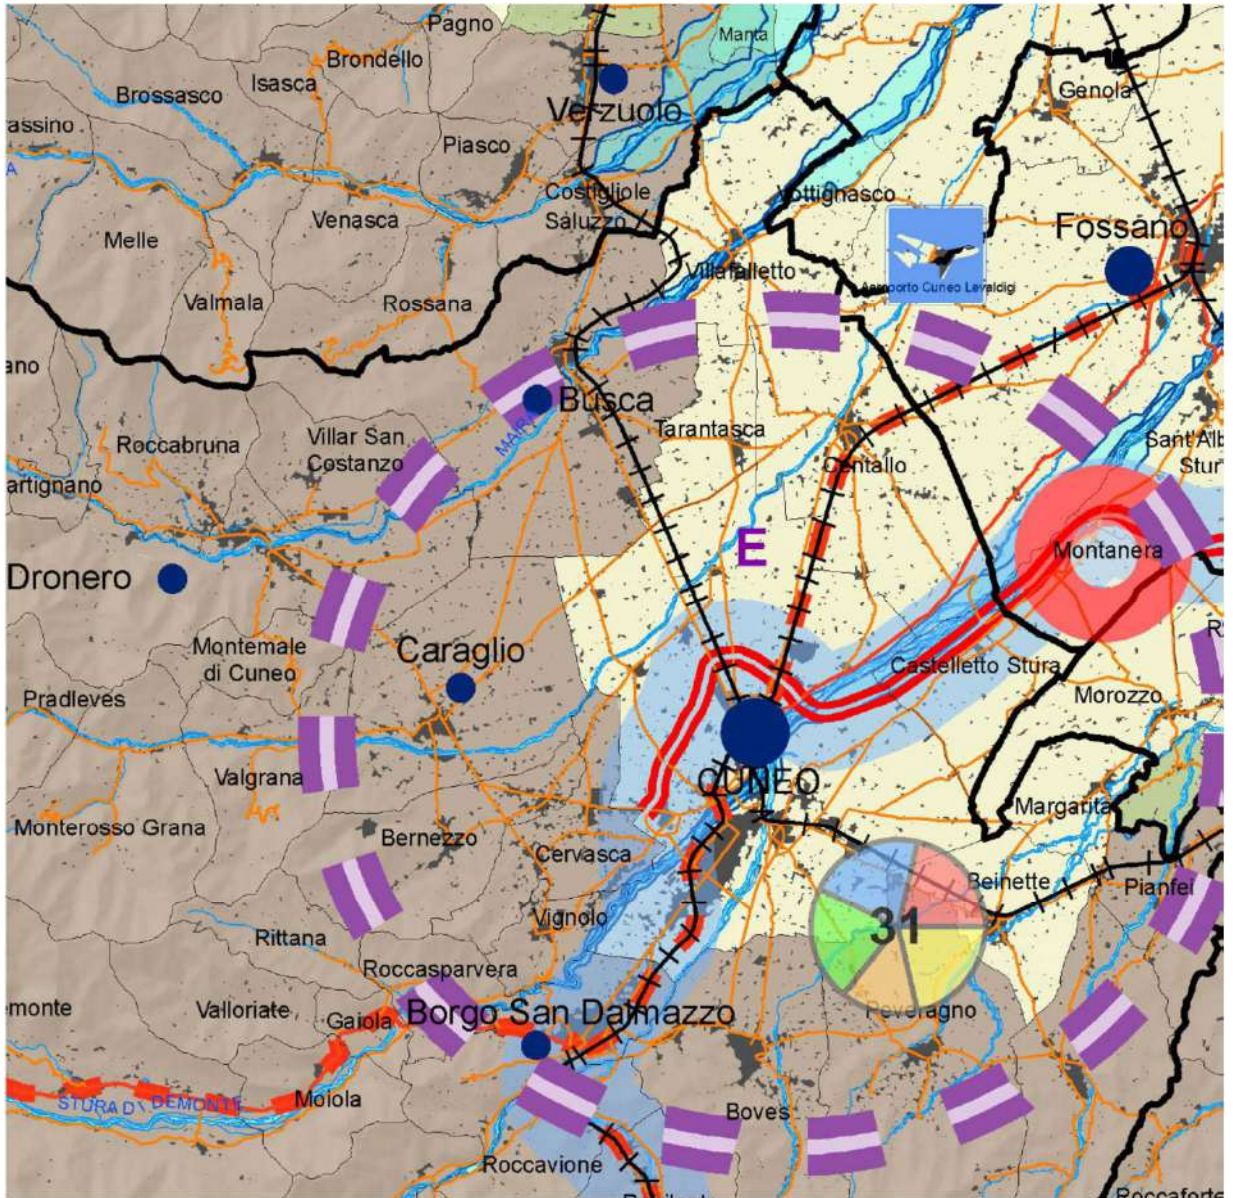 Pagno
Manta
Brondello
Isasca
Brossasco
Genola
Verzuolo
assino
Piasco
A
Costigliole
Saluzzo
Vottignasco
Venasca
Fossano
Melle
Villafalletto
Aeroporto Cuneo Levaldigi
Valmala
Rossana
ano
Busca
MAIRA
Tarantasca
Villar San
Costanzo
Roccabruna
Sant'Alb
Stur
Centallo
artignano
E
Montanera
Dronero
R
Montemale
di Cuneo
Caraglio
Castelletto Stura
Pradleves
Morozzo
Valgrana
CUNEO
Margarita
Monterosso Grana
Bernezzo
Cervasca
Beinette
Pianfei
Vignolo
31
Rittana
Roccasparvera
emonte
Valloriate
Gaiola
Borgo San Dalmazzo
Peveragno
STURA DI DEMONTE
Moiola
Boves
Roccavione
Roccaforte